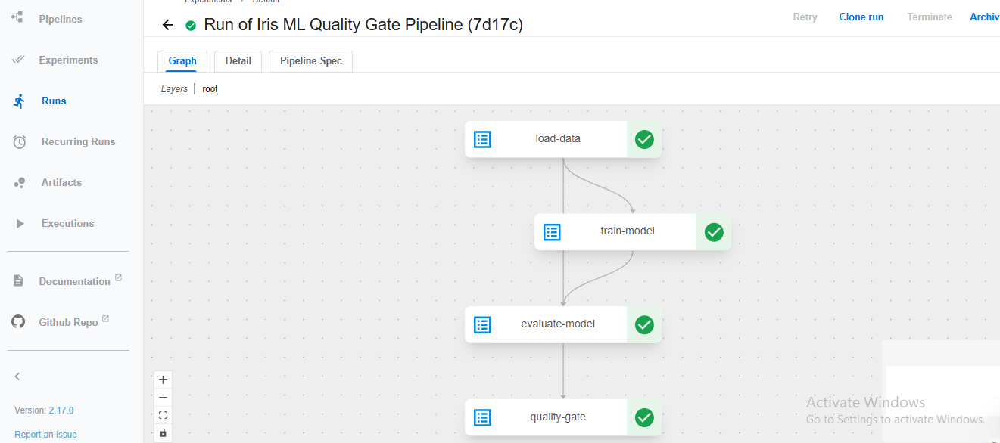 Experiments > Default
Pipelines
Experiments
Runs
Recurring Runs
Artifacts
Executions
Documentation
Github Repo
Version: 2.17.0
Report an Issue
Run of Iris ML Quality Gate Pipeline (7d17c)
Retry Clone run Terminate Archiv
Graph Detail Pipeline Spec
Layers root
load-data
train-model
evaluate-model
quality-gate
Activate Windows
Go to Settings to activate Windows.